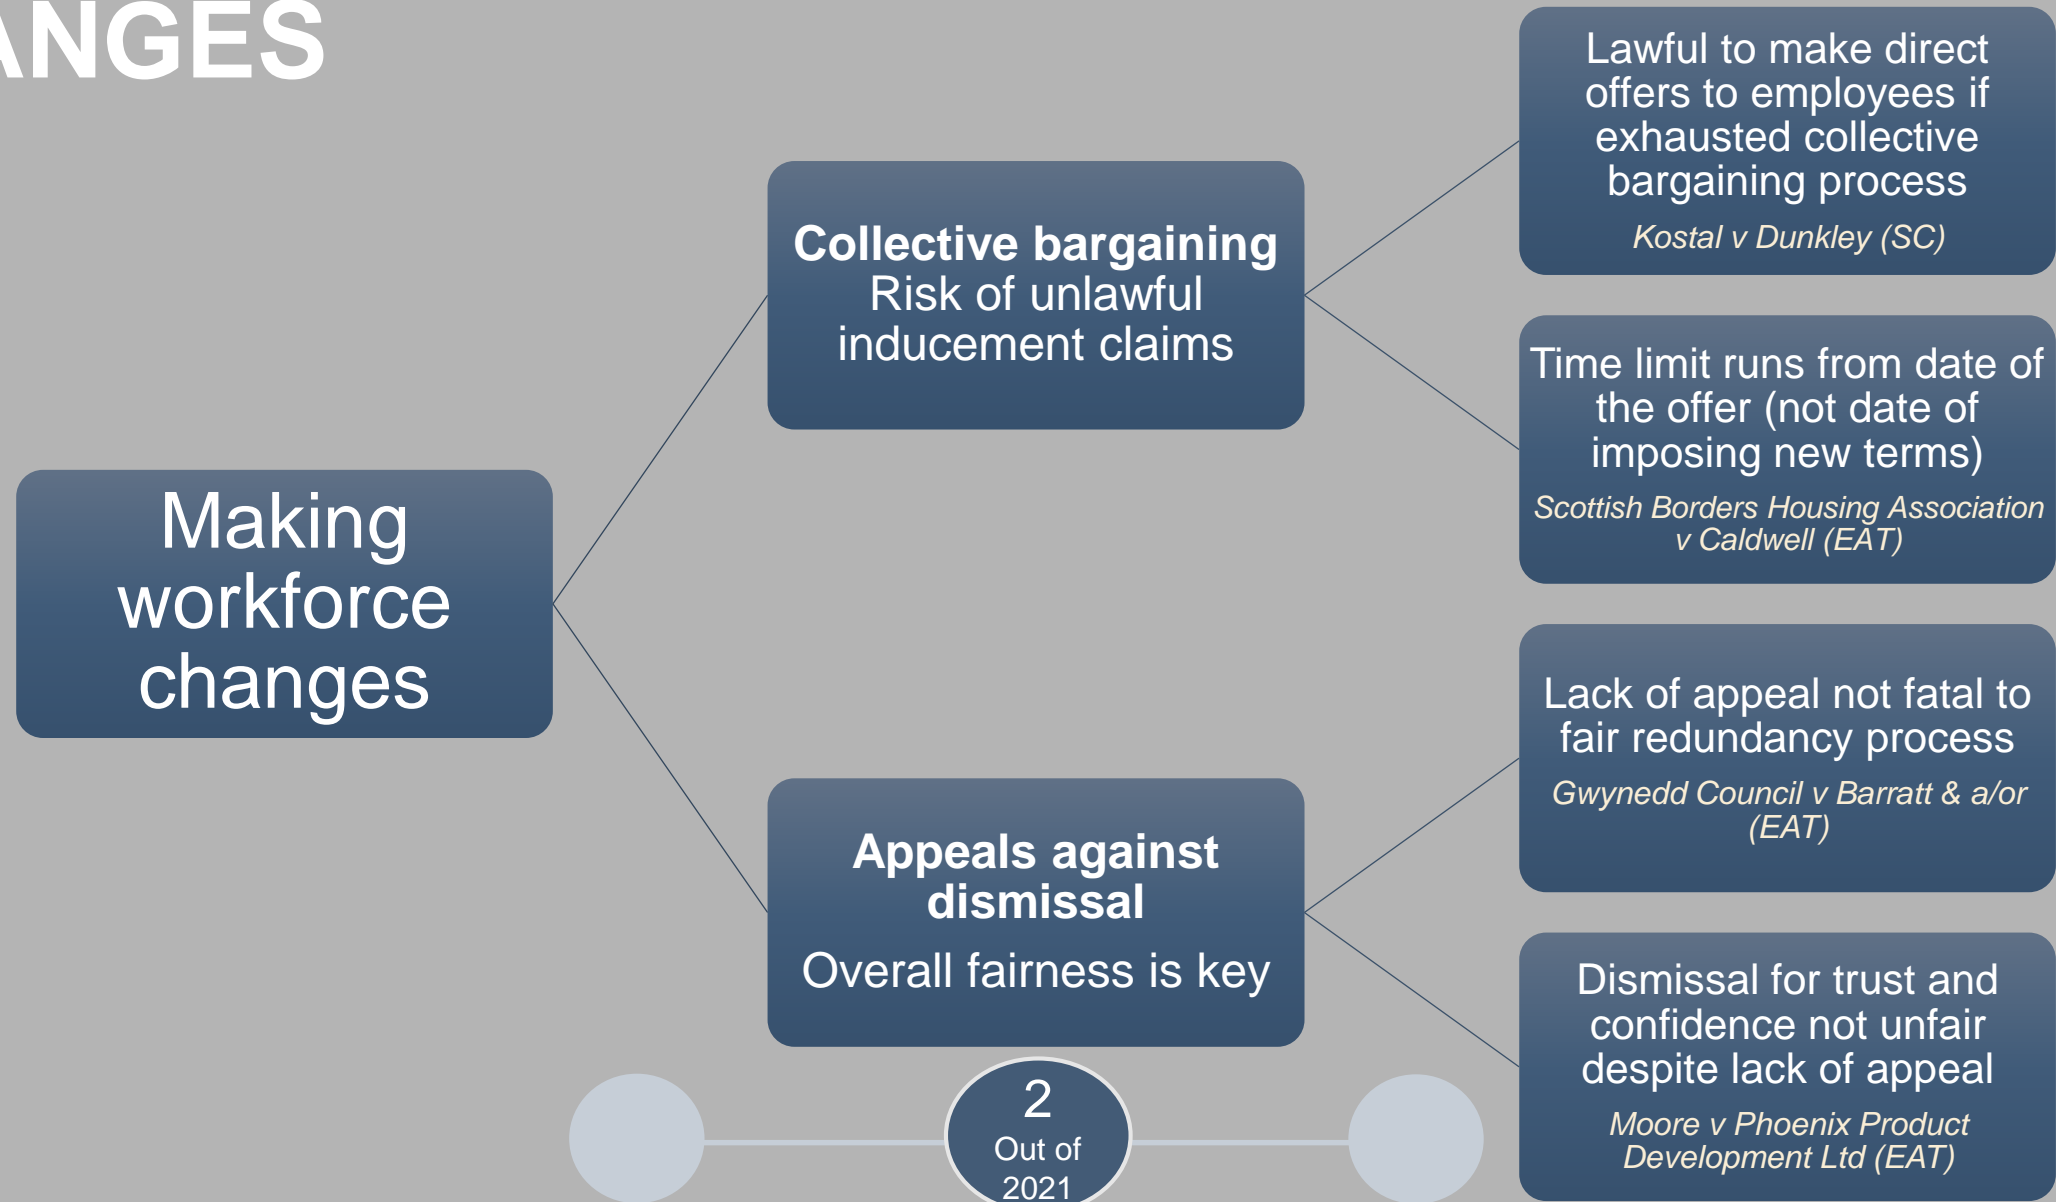 ANGES
Making
workforce
changes
Collective bargaining
Risk of unlawful
inducement claims
Lawful to make direct
offers to employees if
exhausted collective
bargaining process
Kostal v Dunkley (SC)
Time limit runs from date of
the offer (not date of
imposing new terms)
Scottish Borders Housing Association
v Caldwell (EAT)
Appeals against
dismissal
Overall fairness is key
Lack of appeal not fatal to
fair redundancy process
Gwynedd Council v Barratt & a/or
(EAT)
Dismissal for trust and
confidence not unfair
despite lack of appeal
Moore v Phoenix Product
Development Ltd (EAT)
2
Out of
2021